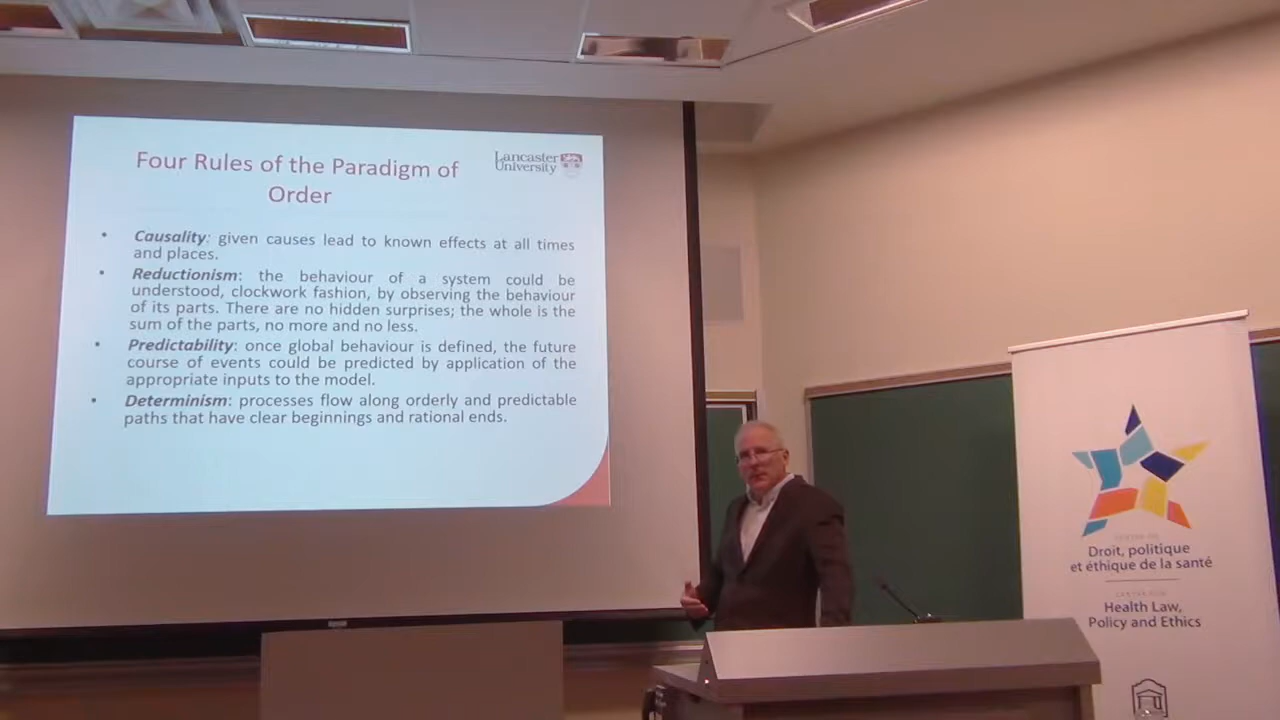 Four Rules of the Paradigm of
Order
Lancaster
University
• Causality: given causes lead to known effects at all times
and places.
• Reductionism: the behaviour of a system could be
understood, clockwork fashion, by observing the behaviour
of its parts. There are no hidden surprises; the whole is the
sum of the parts, no more and no less.
• Predictability: once global behaviour is defined, the future
course of events could be predicted by application of the
appropriate inputs to the model.
• Determinism: processes flow along orderly and predictable
paths that have clear beginnings and rational ends.
Droit, politique
et éthique de la santé
Health Law,
Policy and Ethics